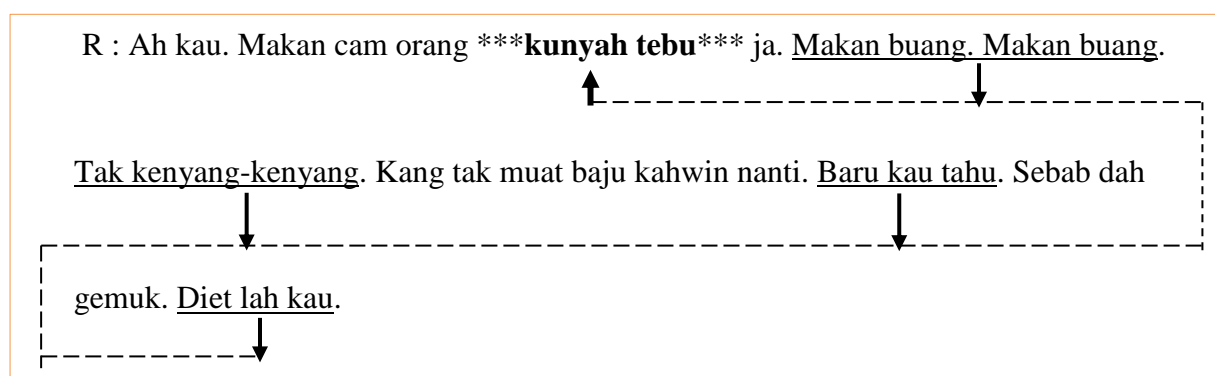 R : Ah kau. Makan cam orang ***kunyah tebu*** ja. Makan buang. Makan buang.
Tak kenyang-kenyang. Kang tak muat baju kahwin nanti. Baru kau tahu. Sebab dah
gemuk. Diet lah kau.